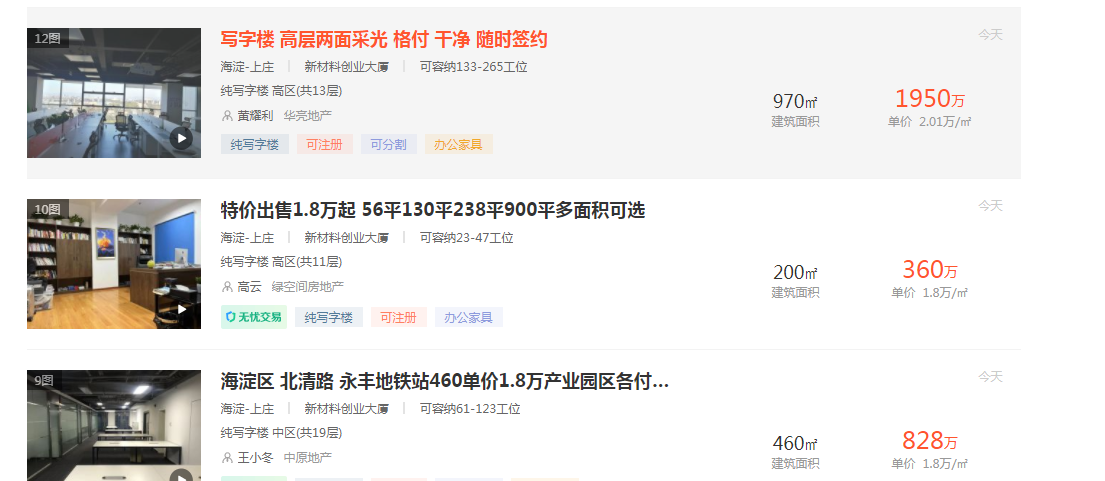 12图
写字楼 高层两面采光 格付 干净 随时签约
今天
海淀-上庄 新材料创业大厦 可容纳133-265工位
纯写字楼 高区(共13层)
黄耀利 华亮地产
纯写字楼 可注册 可分割 办公家具
970㎡
建筑面积
1950万
单价 2.01万/㎡
10图
特价出售1.8万起 56平130平238平900平多面积可选
今天
海淀-上庄 新材料创业大厦 可容纳23-47工位
纯写字楼 高区(共11层)
高云 绿空间房地产
无忧交易 纯写字楼 可注册 办公家具
200㎡
建筑面积
360万
单价 1.8万/㎡
9图
海淀区 北清路 永丰地铁站460单价1.8万产业园区各付...
今天
海淀-上庄 新材料创业大厦 可容纳61-123工位
纯写字楼 中区(共19层)
王小冬 中原地产
460㎡
建筑面积
828万
单价 1.8万/㎡